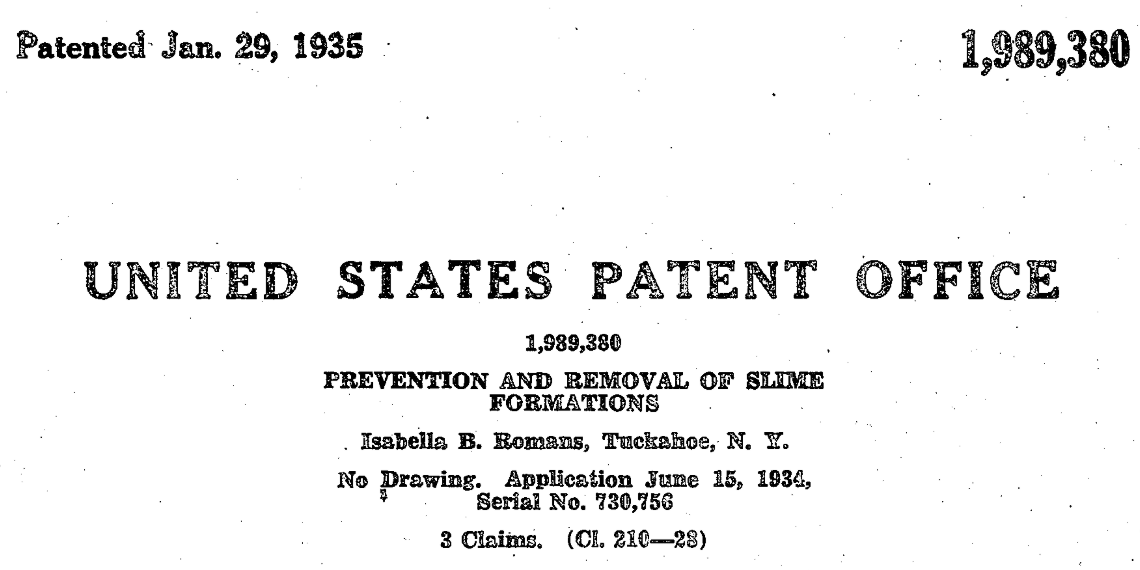 Patented Jan. 29, 1935
1,989,380
UNITED STATES PATENT OFFICE
1,989,380
PREVENTION AND REMOVAL OF SLIME
FORMATIONS
Isabella B. Romans, Tuckahoe, N. Y.
No Drawing. Application June 15, 1934,
Serial No. 730,756
3 Claims. (Cl. 210—28)